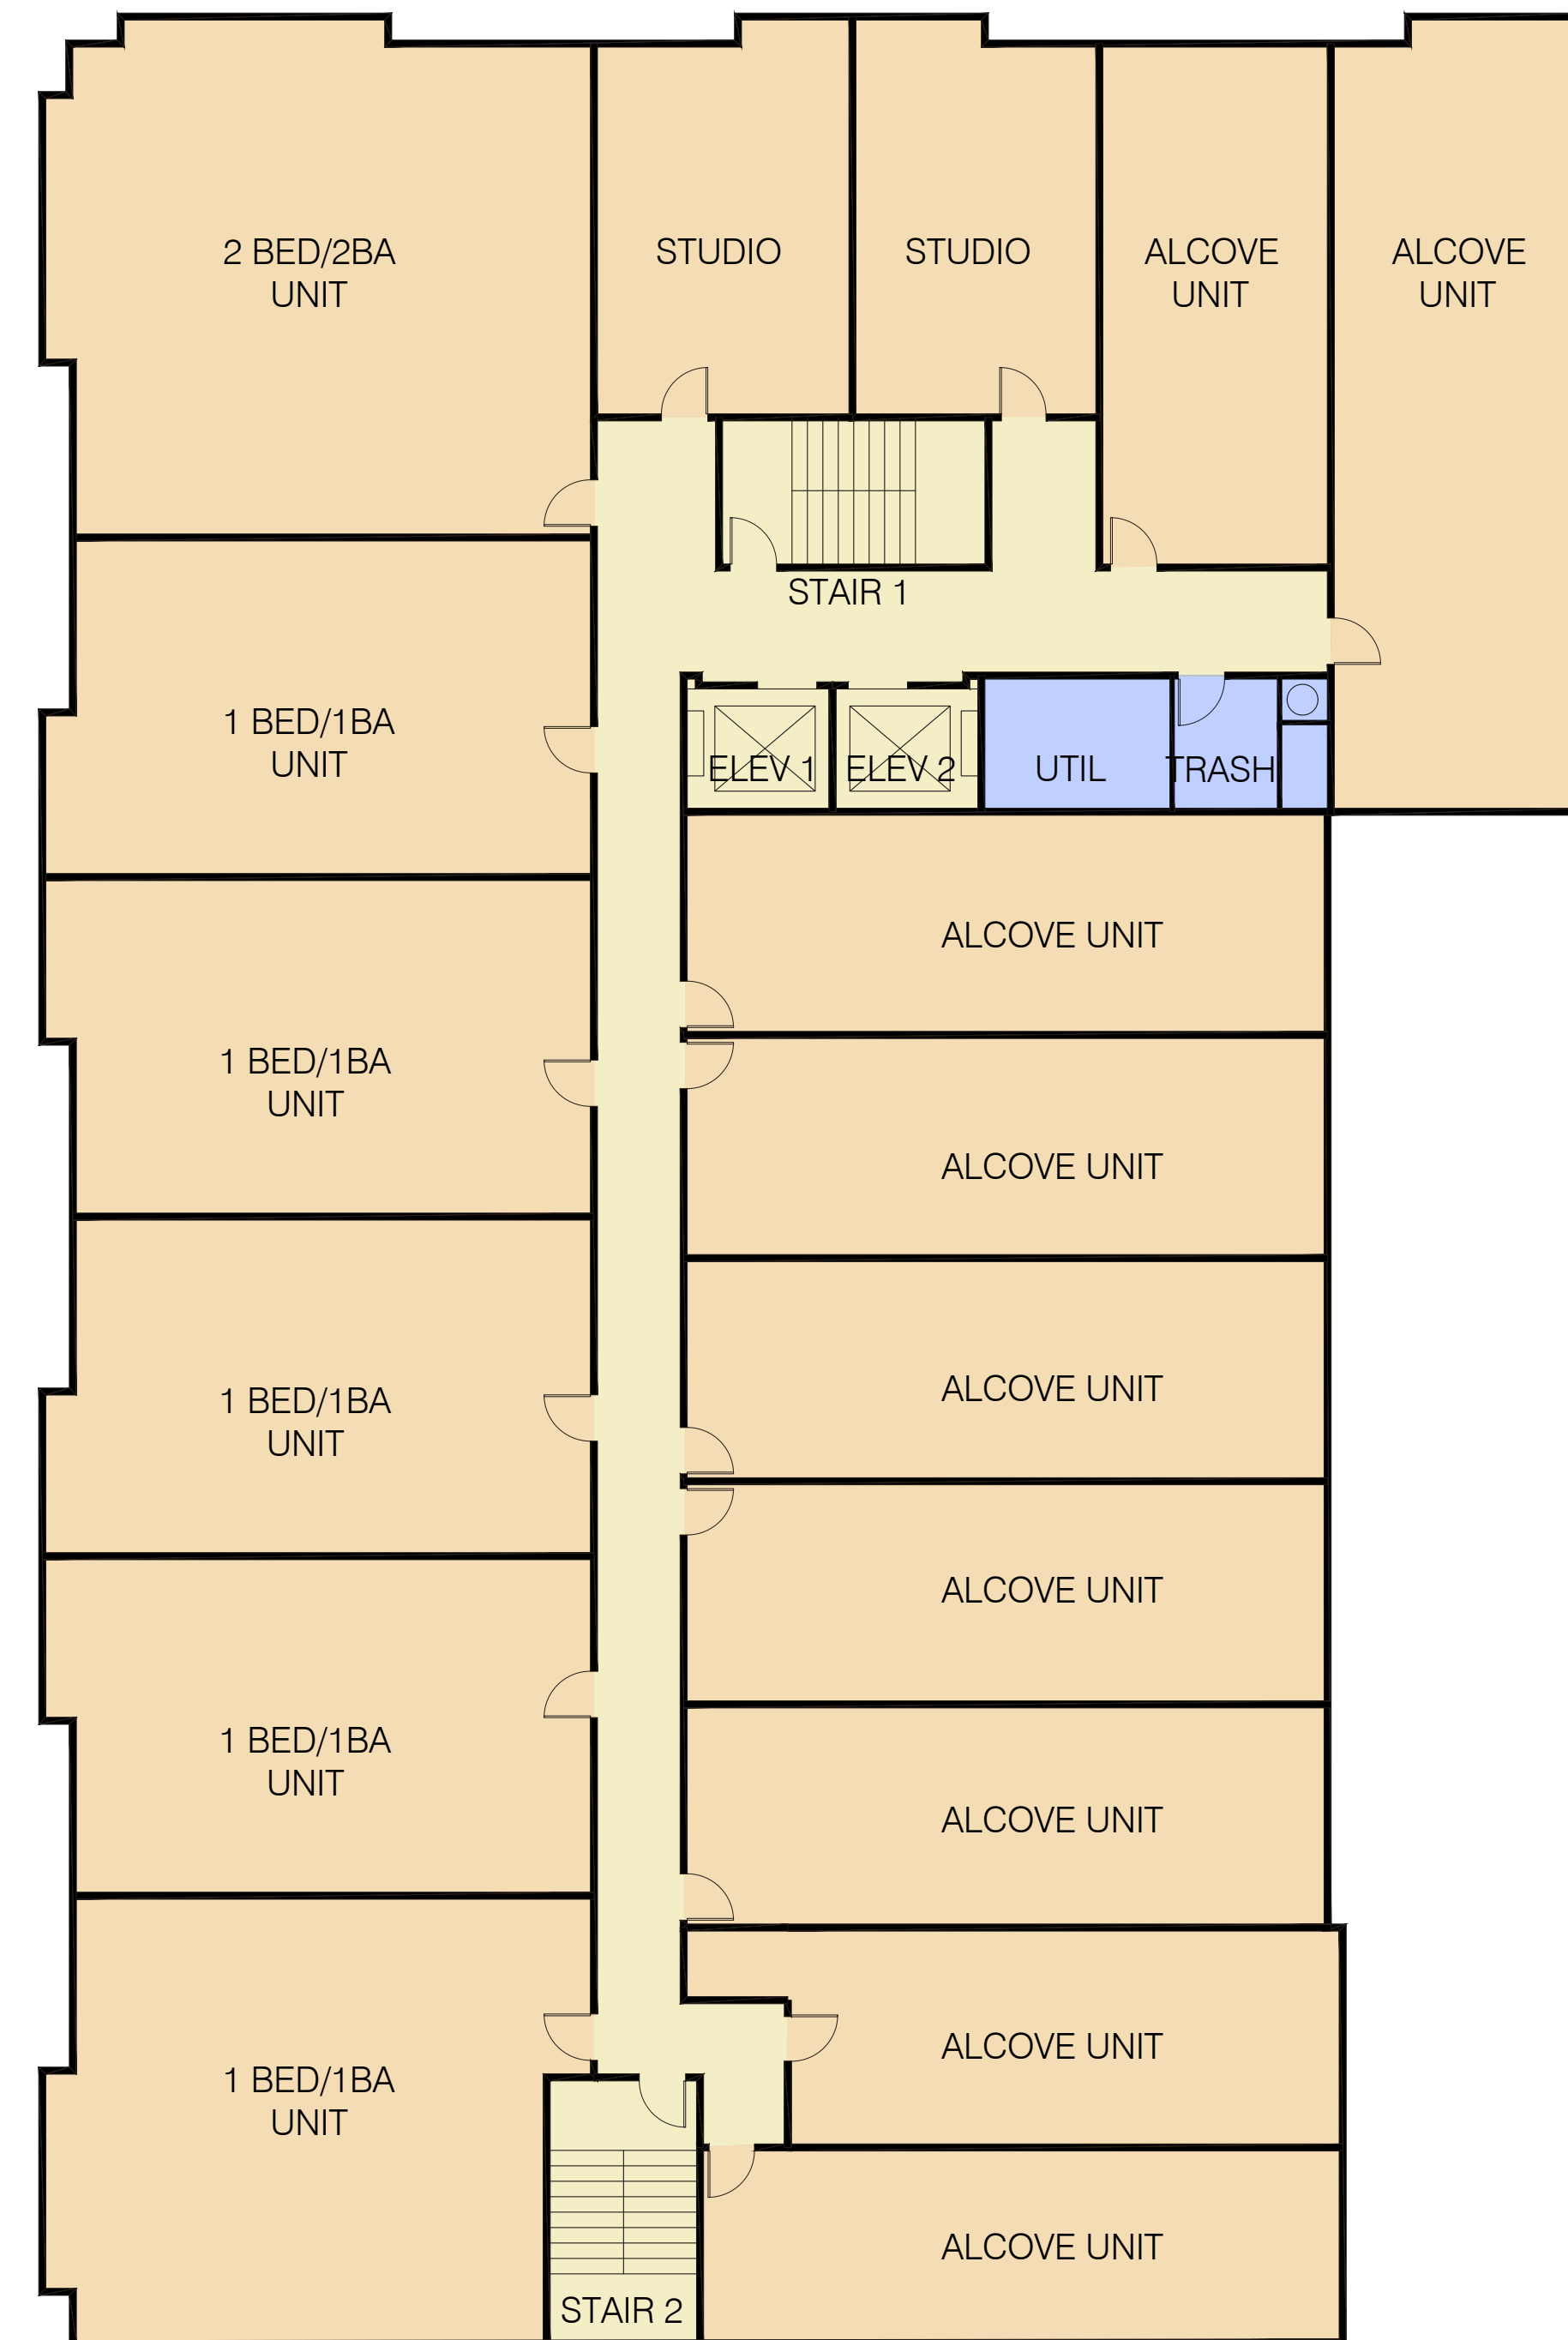 2 BED/2BA
UNIT
STUDIO
STUDIO
ALCOVE
UNIT
ALCOVE
UNIT
STAIR 1
1 BED/1BA
UNIT
ELEV 1
ELEV 2
UTIL
TRASH
ALCOVE UNIT
1 BED/1BA
UNIT
ALCOVE UNIT
1 BED/1BA
UNIT
ALCOVE UNIT
ALCOVE UNIT
1 BED/1BA
UNIT
ALCOVE UNIT
1 BED/1BA
UNIT
ALCOVE UNIT
ALCOVE UNIT
STAIR 2